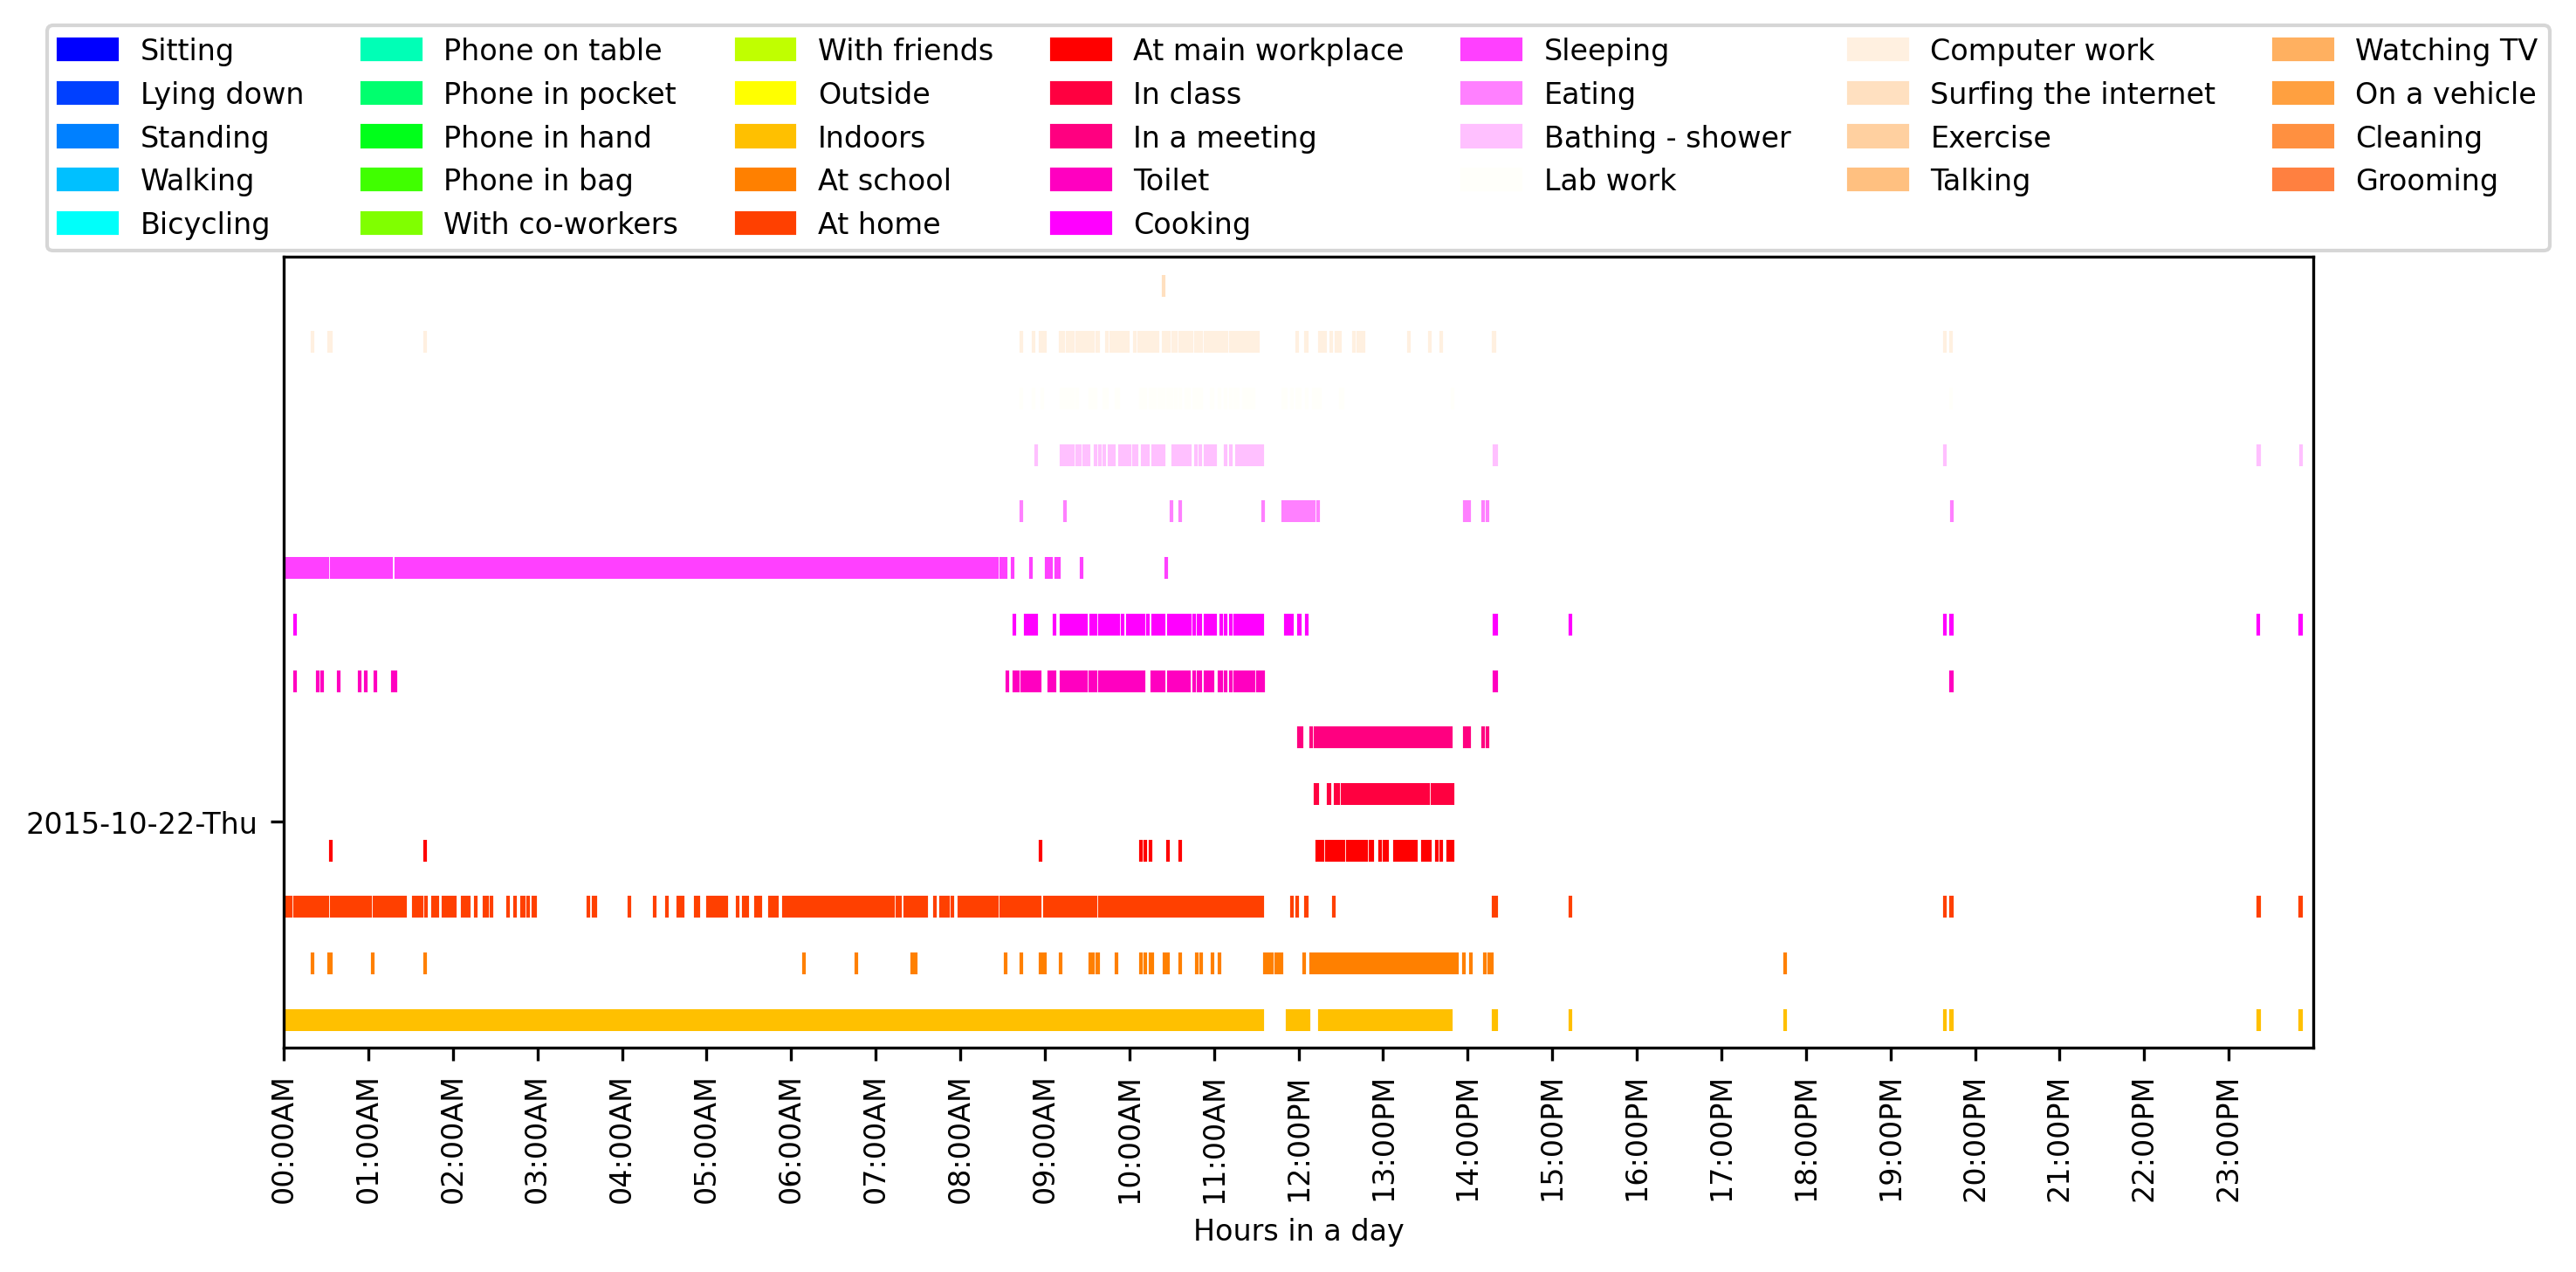 Sitting
Lying down
Standing
Walking
Bicycling
Phone on table
Phone in pocket
Phone in hand
Phone in bag
With co-workers
With friends
Outside
Indoors
At school
At home
At main workplace
In class
In a meeting
Toilet
Cooking
Sleeping
Eating
Bathing - shower
Lab work
Computer work
Surfing the internet
Exercise
Talking
Watching TV
On a vehicle
Cleaning
Grooming
2015-10-22-Thu
00:00AM
01:00AM
02:00AM
03:00AM
04:00AM
05:00AM
06:00AM
07:00AM
08:00AM
09:00AM
10:00AM
11:00AM
12:00PM
13:00PM
14:00PM
15:00PM
16:00PM
17:00PM
18:00PM
19:00PM
20:00PM
21:00PM
22:00PM
23:00PM
Hours in a day